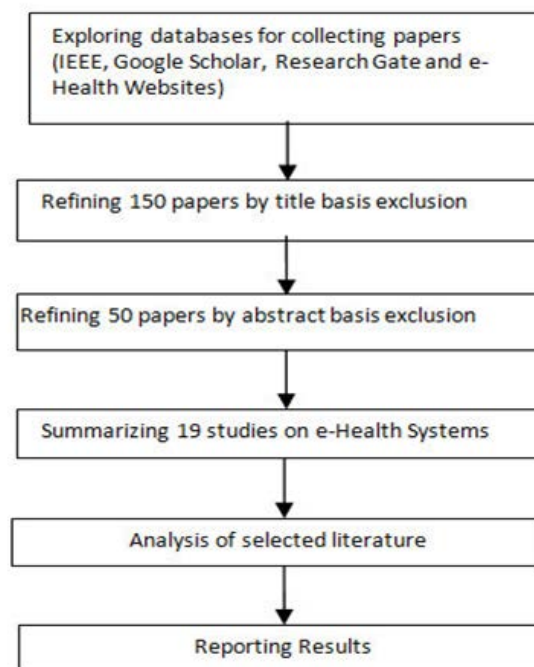 Exploring databases for collecting papers
(IEEE, Google Scholar, Research Gate and e-
Health Websites)
Refining 150 papers by title basis exclusion
Refining 50 papers by abstract basis exclusion
Summarizing 19 studies on e-Health Systems
Analysis of selected literature
Reporting Results